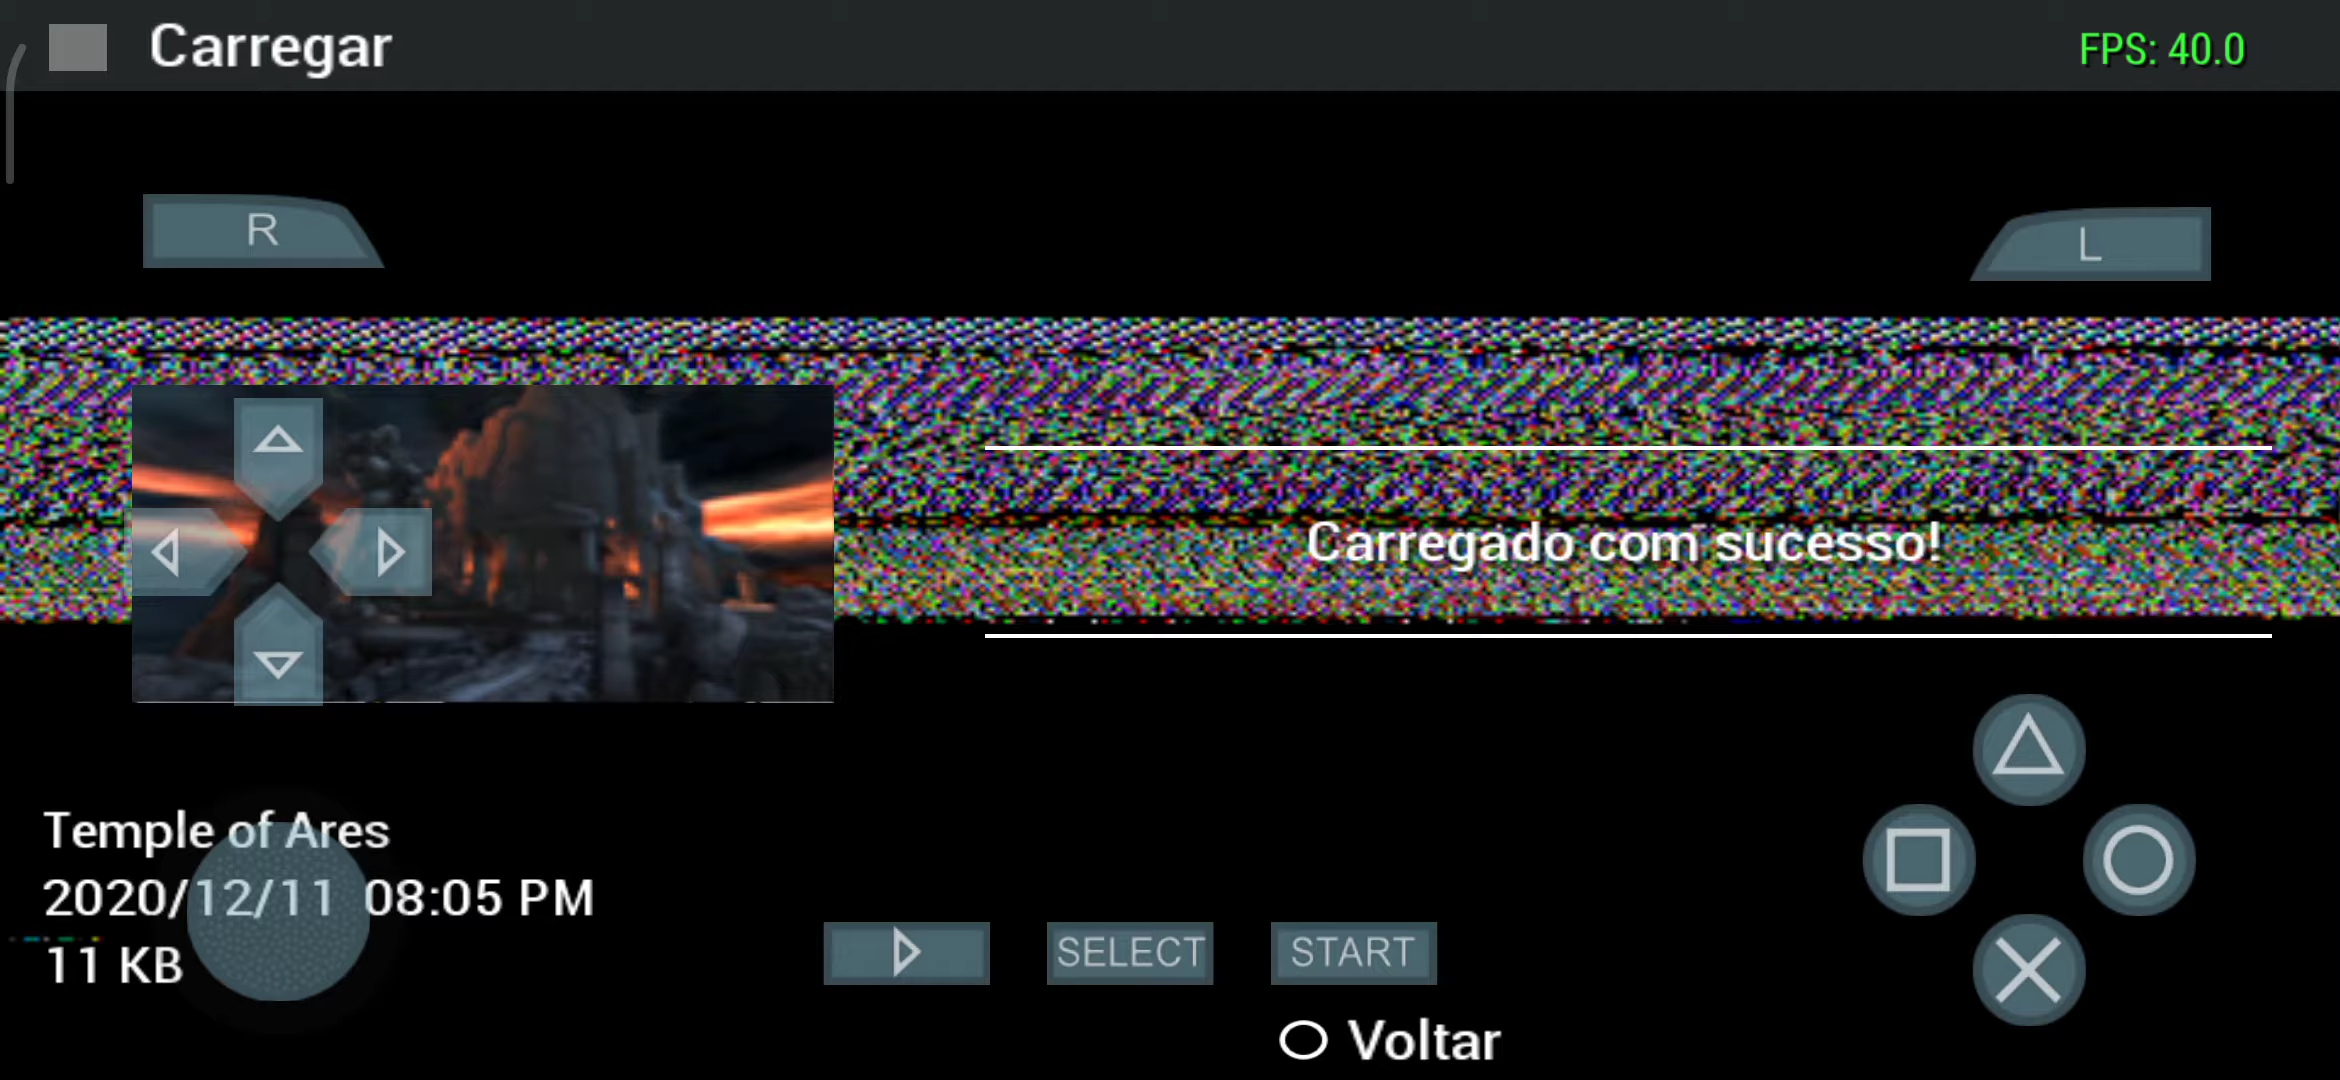 Carregar
FPS: 40.0
R
L
Carregado com sucesso!
Temple of Ares
2020/12/11 08:05 PM
11 KB
SELECT
START
Voltar